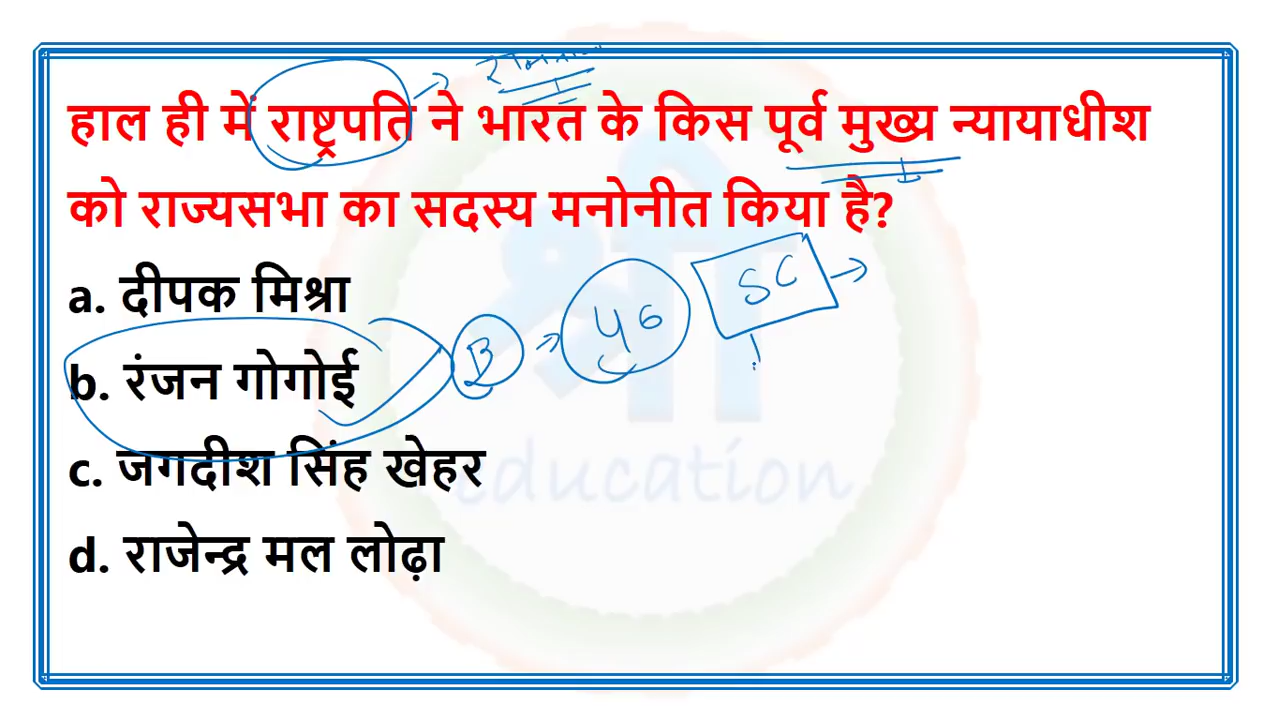 हाल ही में राष्ट्रपति ने भारत के किस पूर्व मुख्य न्यायाधीश
को राज्यसभा का सदस्य मनोनीत किया है?
a. दीपक मिश्रा
SC
b. रंजन गोगोई
B
46
c. जगदीश सिंह खेहर
education
d. राजेन्द्र मल लोढ़ा
श्री